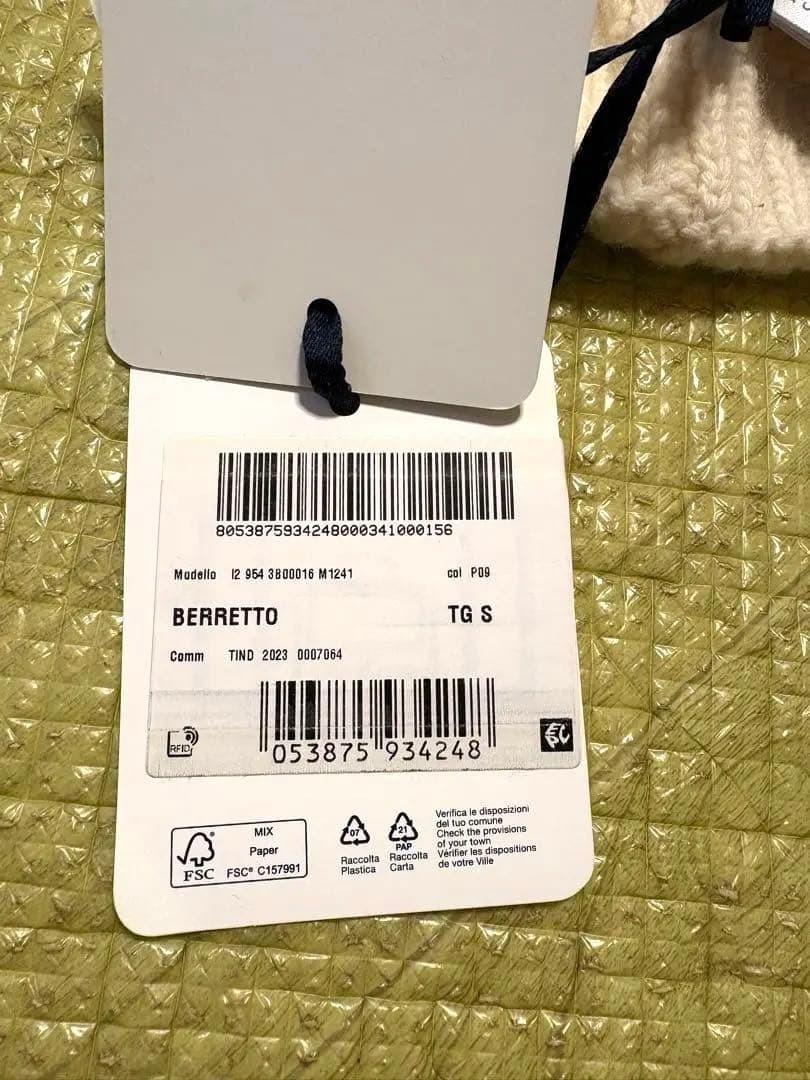 8053875934248000341000156
Modello I2 954 3B00016 M1241 col P09
BERRETTO TG S
Comm TIND 2023 0007064
RFID
053875 934248
EPC
FSC
MIX
Paper
FSC® C157991
07
Raccolta
Plastica
21
PAP
Raccolta
Carta
Verifica le disposizioni
del tuo comune
Check the provisions
of your town
Vérifier les dispositions
de votre Ville